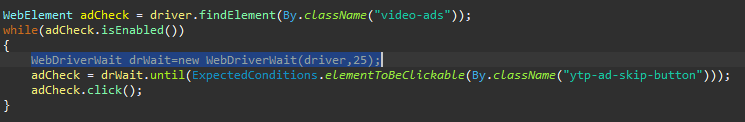 WebElement adCheck = driver.findElement(By.className("video-ads"));
while(adCheck.isEnabled())
{
WebDriverWait drWait=new WebDriverWait(driver,25);
adCheck = drWait.until(ExpectedConditions.elementToBeClickable(By.className("ytp-ad-skip-button")));
adCheck.click();
}